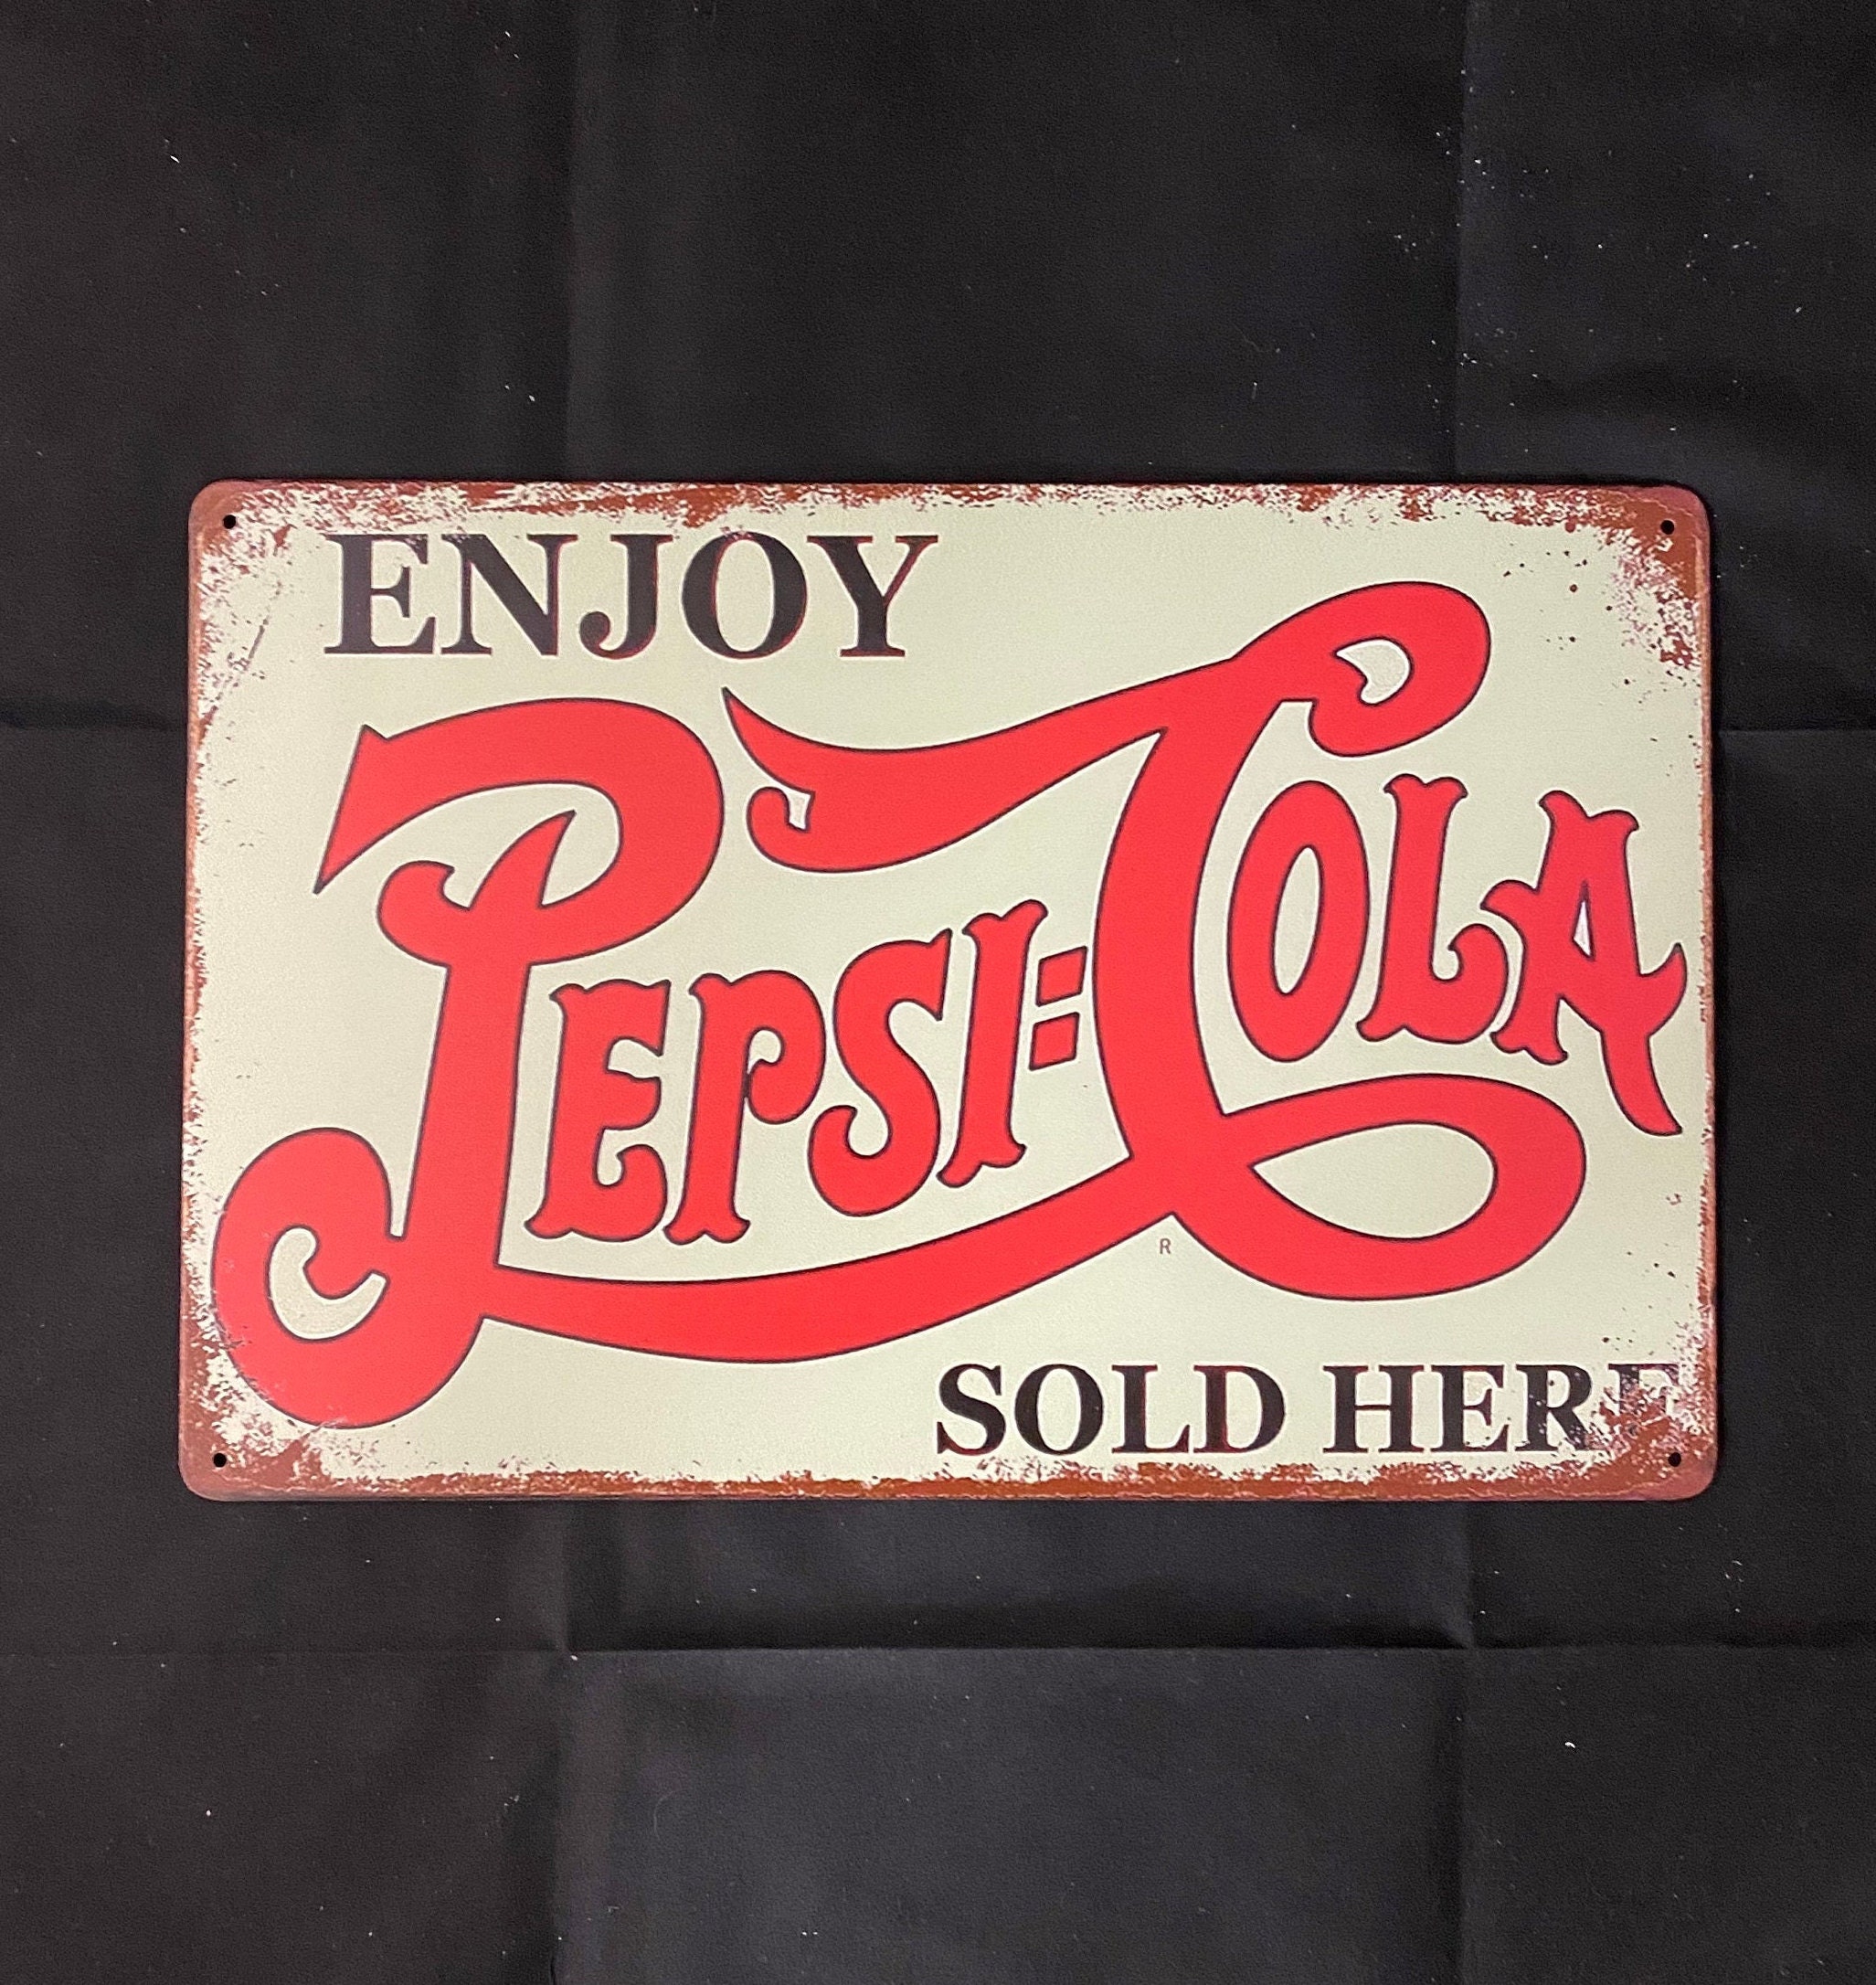 ENJOY
PEPSI=COLA
R
SOLD HERE